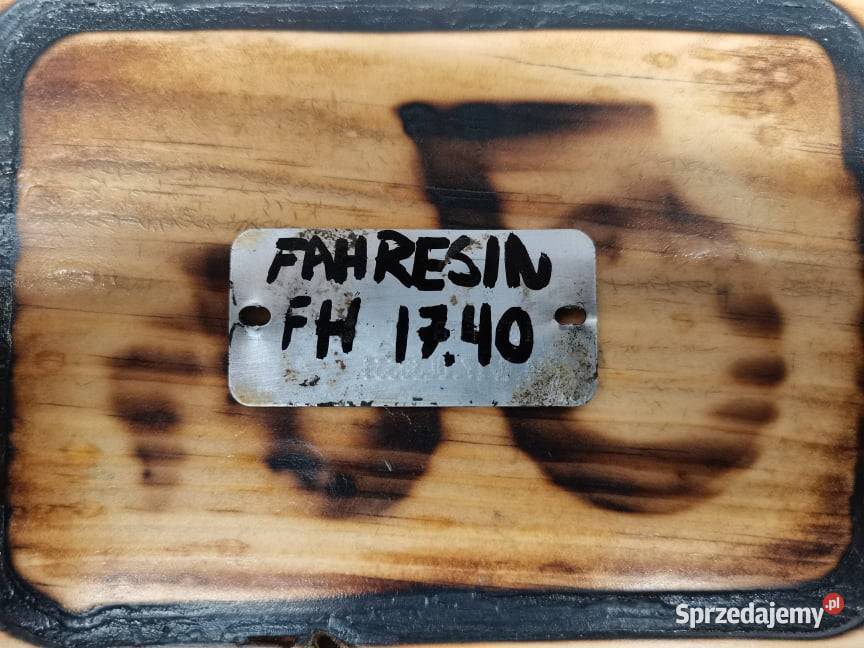 FAHRESIN
FH 17.40
Sprzedajemy.pl